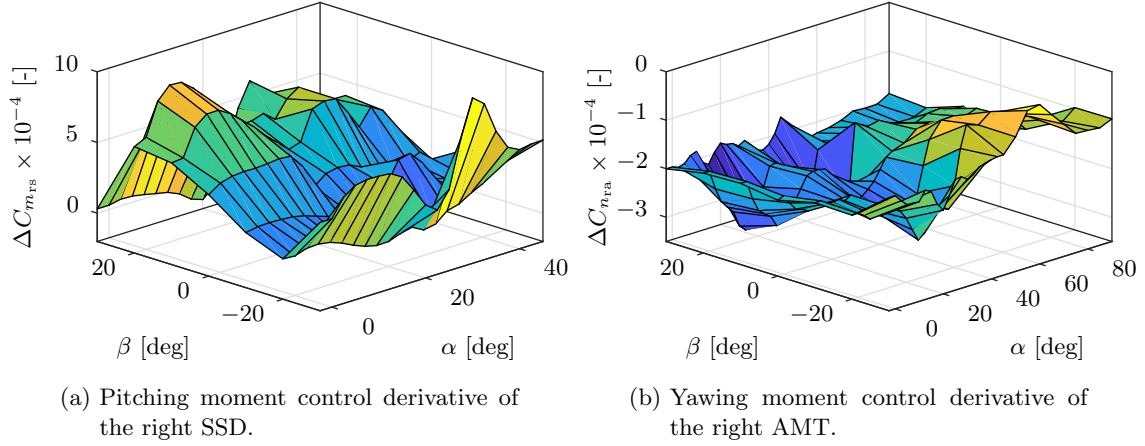 10
5
0
ΔC_{m_{rs}} × 10^{−4} [-]
20
0
−20
β [deg]
0
20
40
α [deg]
0
−1
−2
−3
ΔC_{n_{ra}} × 10^{−4} [-]
20
0
−20
β [deg]
0
20
40
60
80
α [deg]
(a) Pitching moment control derivative of
the right SSD.
(b) Yawing moment control derivative of
the right AMT.